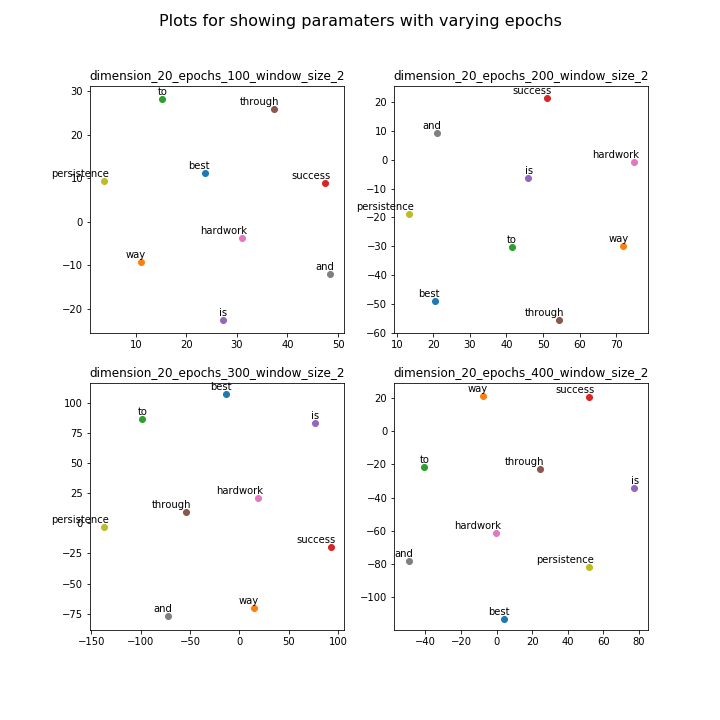 Plots for showing paramaters with varying epochs
dimension_20_epochs_100_window_size_2
to
through
best
persistence
success
hardwork
way
and
is
30
20
10
0
−10
−20
10
20
30
40
50
dimension_20_epochs_200_window_size_2
success
and
hardwork
is
persistence
to
way
best
through
20
10
0
−10
−20
−30
−40
−50
−60
10
20
30
40
50
60
70
dimension_20_epochs_300_window_size_2
best
to
is
hardwork
through
persistence
success
way
and
100
75
50
25
0
−25
−50
−75
−150
−100
−50
0
50
100
dimension_20_epochs_400_window_size_2
way
success
to
through
is
hardwork
and
persistence
best
20
0
−20
−40
−60
−80
−100
−40
−20
0
20
40
60
80